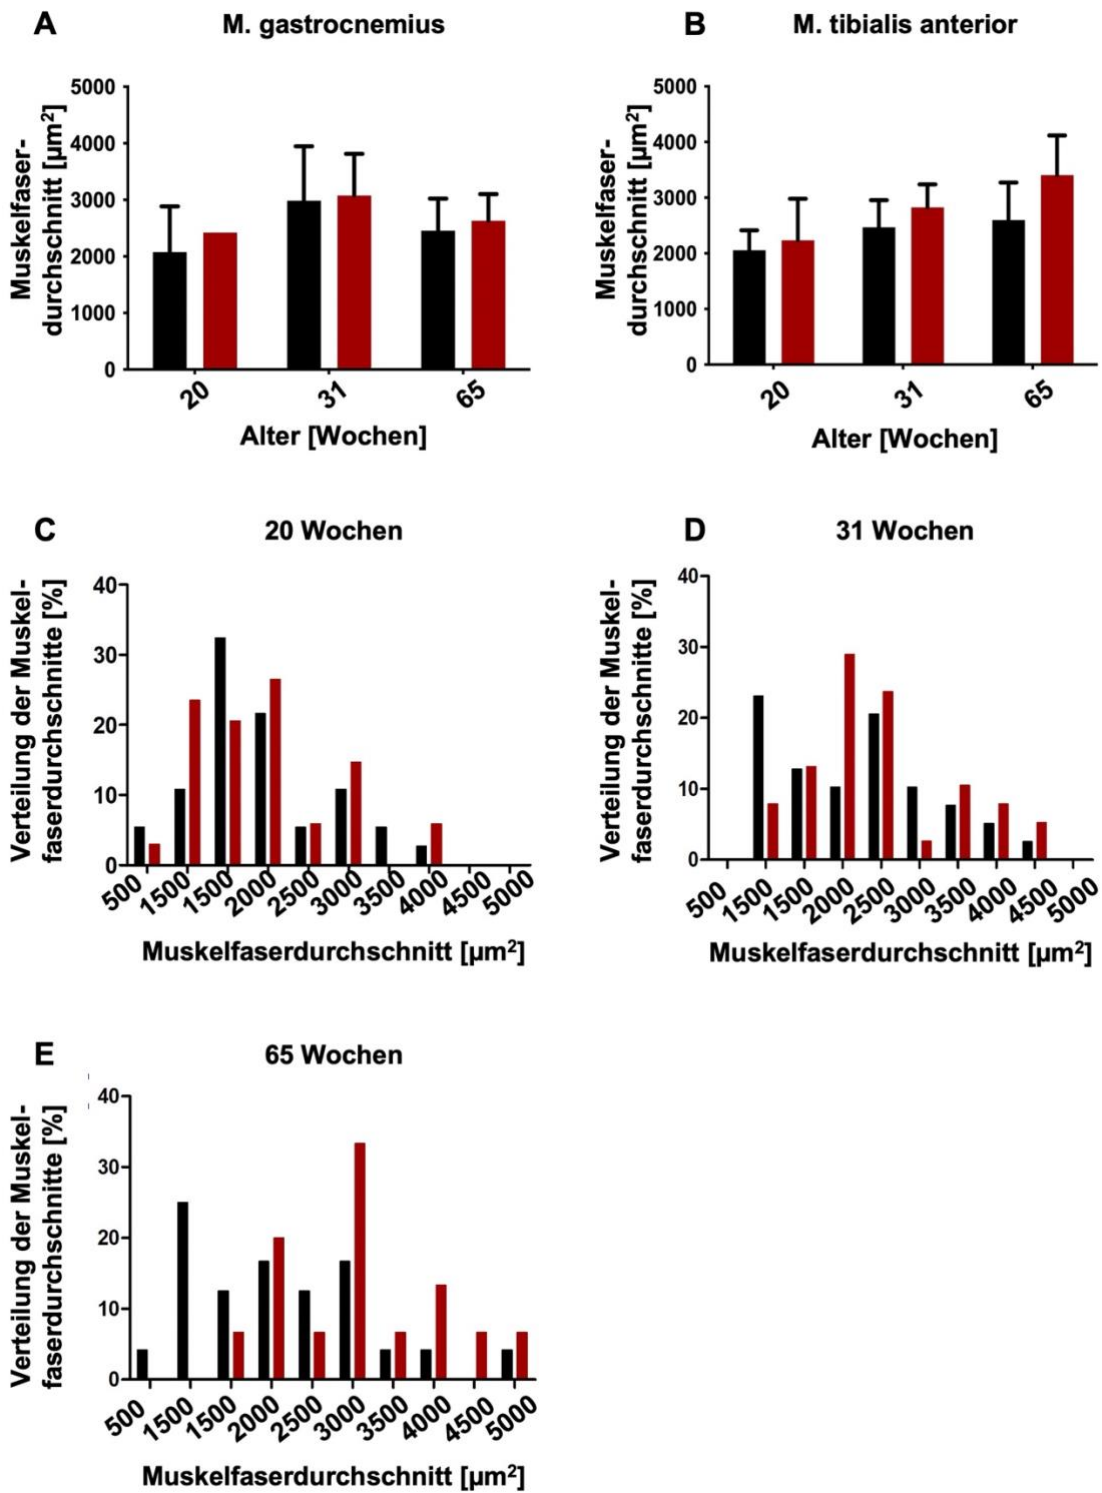 A
M. gastrocnemius
Muskelfaser-
durchschnitt [µm²]
5000
4000
3000
2000
1000
0
20
31
65
Alter [Wochen]
B
M. tibialis anterior
Muskelfaser-
durchschnitt [µm²]
5000
4000
3000
2000
1000
0
20
31
65
Alter [Wochen]
C
20 Wochen
Verteilung der Muskel-
faserdurchschnitte [%]
40
30
20
10
0
500
1500
1500
2000
2500
3000
3500
4000
4500
5000
Muskelfaserdurchschnitt [µm²]
D
31 Wochen
Verteilung der Muskel-
faserdurchschnitte [%]
40
30
20
10
0
500
1500
1500
2000
2500
3000
3500
4000
4500
5000
Muskelfaserdurchschnitt [µm²]
E
65 Wochen
Verteilung der Muskel-
faserdurchschnitte [%]
40
30
20
10
0
500
1500
1500
2000
2500
3000
3500
4000
4500
5000
Muskelfaserdurchschnitt [µm²]